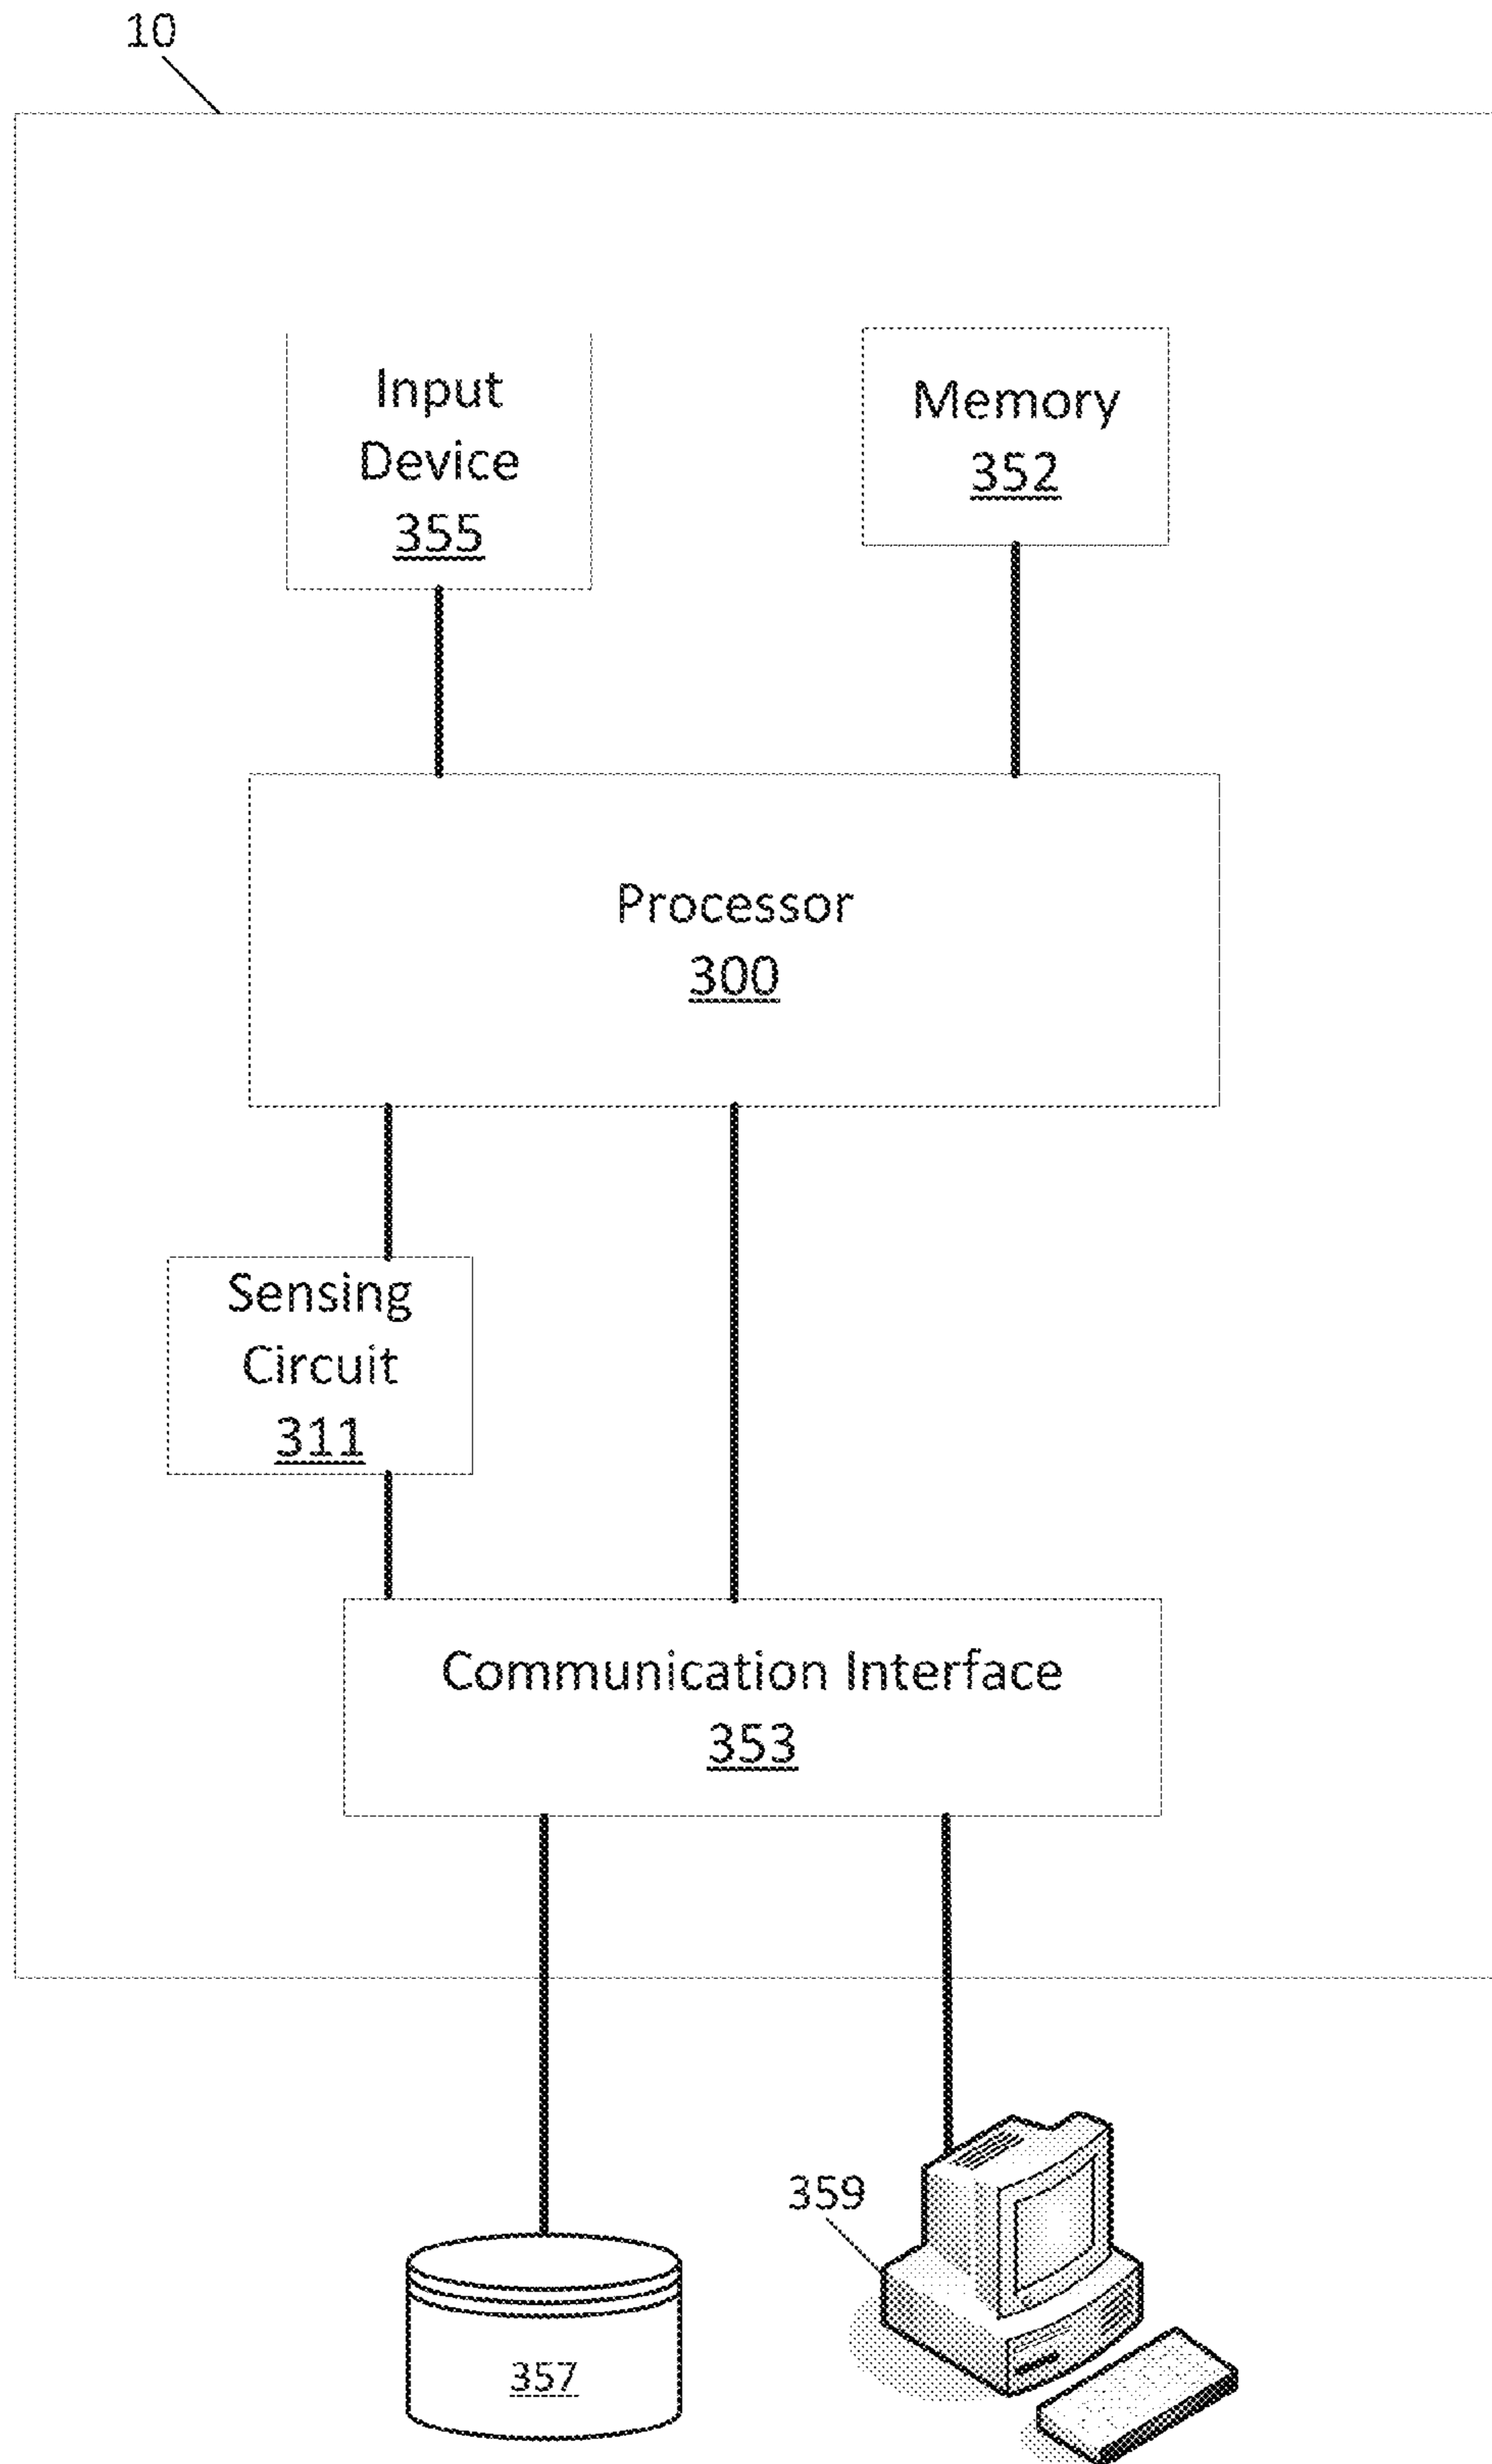 10
Input
Device
355
Memory
352
Processor
300
Sensing
Circuit
311
Communication Interface
353
359
357